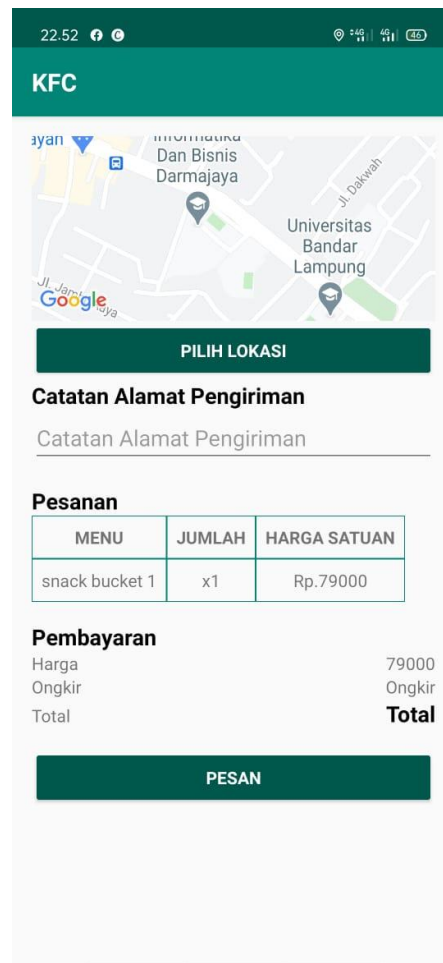 22.52
46
KFC
Dan Bisnis
Darmajaya
Jl. Dakwah
Universitas
Bandar
Lampung
Google
PILIH LOKASI
Catatan Alamat Pengiriman
Catatan Alamat Pengiriman
Pesanan
MENU JUMLAH HARGA SATUAN
snack bucket 1 x1 Rp.79000
Pembayaran
Harga 79000
Ongkir Ongkir
Total Total
PESAN